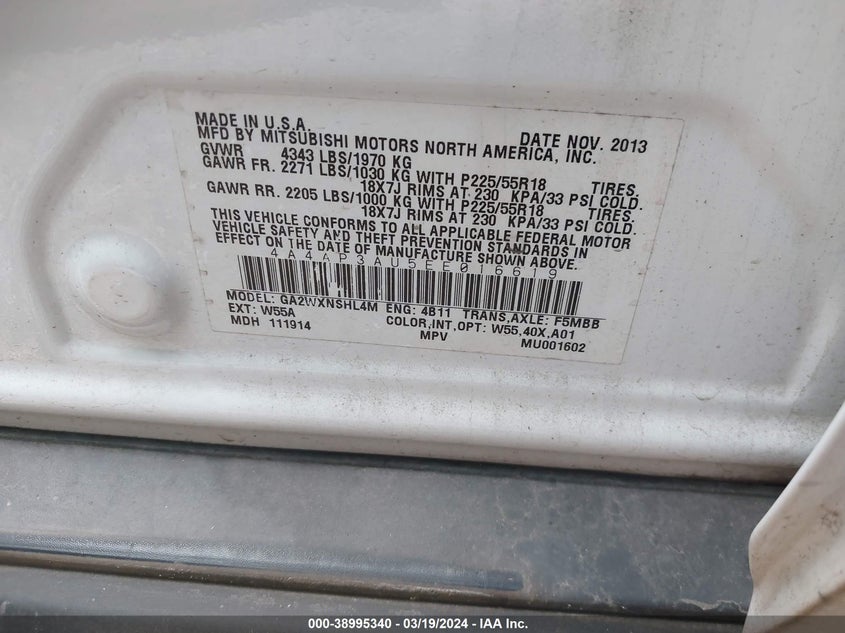 MADE IN U.S.A. DATE NOV. 2013
MFD BY MITSUBISHI MOTORS NORTH AMERICA, INC.
GVWR 4343 LBS/1970 KG
GAWR FR. 2271 LBS/1030 KG WITH P225/55R18 TIRES,
18X7J RIMS AT 230 KPA/33 PSI COLD.
GAWR RR. 2205 LBS/1000 KG WITH P225/55R18 TIRES,
18X7J RIMS AT 230 KPA/33 PSI COLD.
THIS VEHICLE CONFORMS TO ALL APPLICABLE FEDERAL MOTOR
VEHICLE SAFETY AND THEFT PREVENTION STANDARDS IN
EFFECT ON THE DATE OF MANUFACTURE SHOWN ABOVE.
4A4AP3AU5EE016619
MODEL: GA2WXNSHL4M ENG: 4B11 TRANS,AXLE: F5MBB
EXT: W55A COLOR,INT,OPT: W55,40X,A01
MDH 111914 MPV MU001602
000-38995340 - 03/19/2024 - IAA Inc.